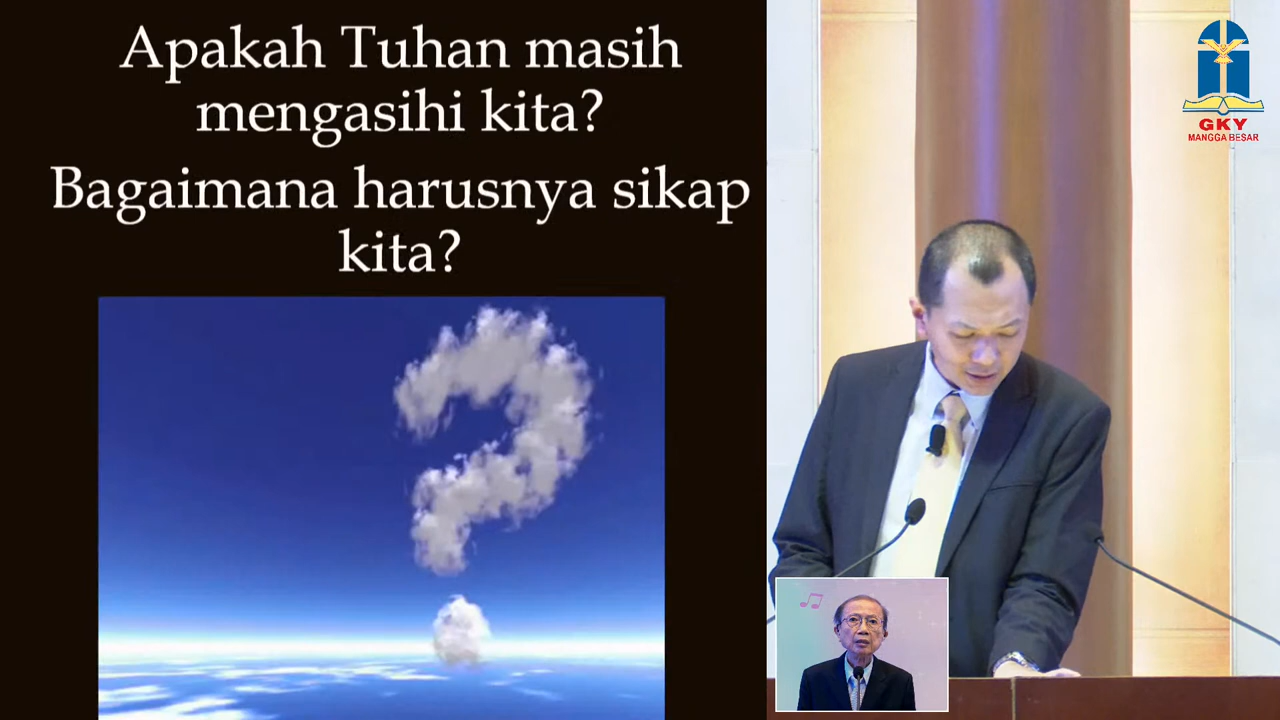 Apakah Tuhan masih
mengasihi kita?
Bagaimana harusnya sikap
kita?
GKY
MANGGA BESAR